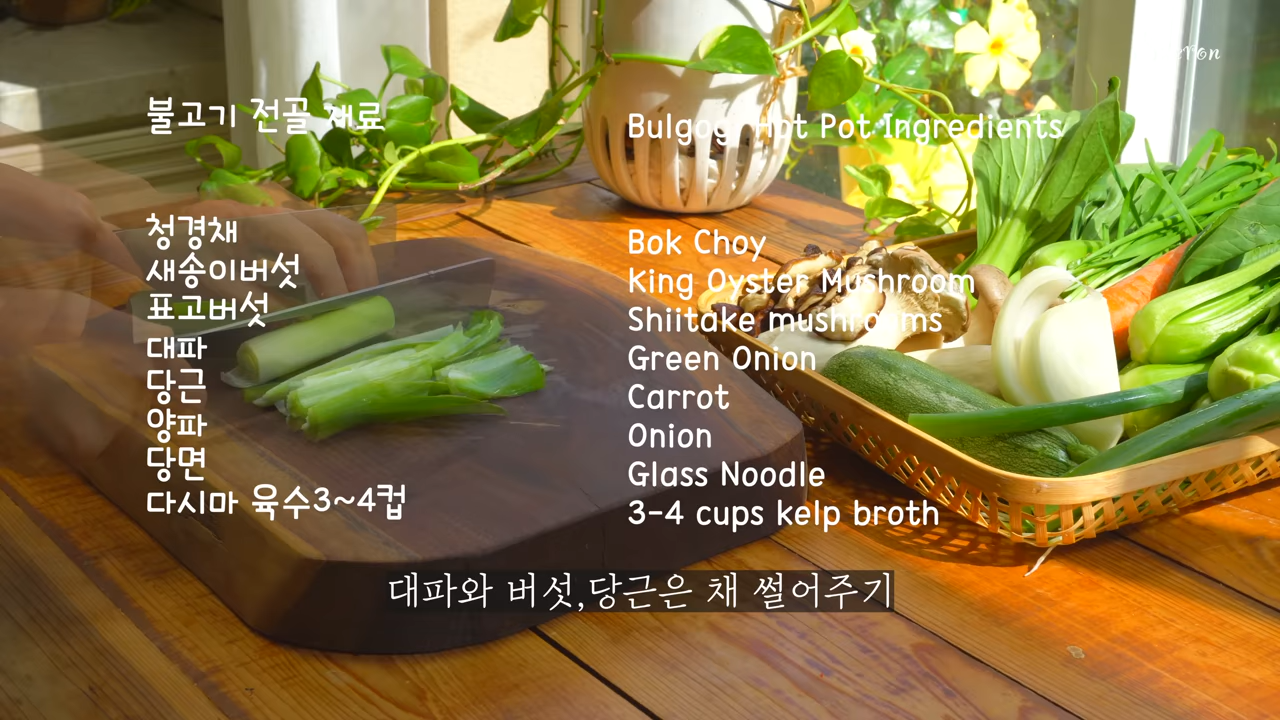 불고기 전골 재료
청경채
새송이버섯
표고버섯
대파
당근
양파
당면
다시마 육수3~4컵
Bulgogi Hot Pot Ingredients
Bok Choy
King Oyster Mushroom
Shiitake mushrooms
Green Onion
Carrot
Onion
Glass Noodle
3-4 cups kelp broth
대파와 버섯,당근은 채 썰어주기